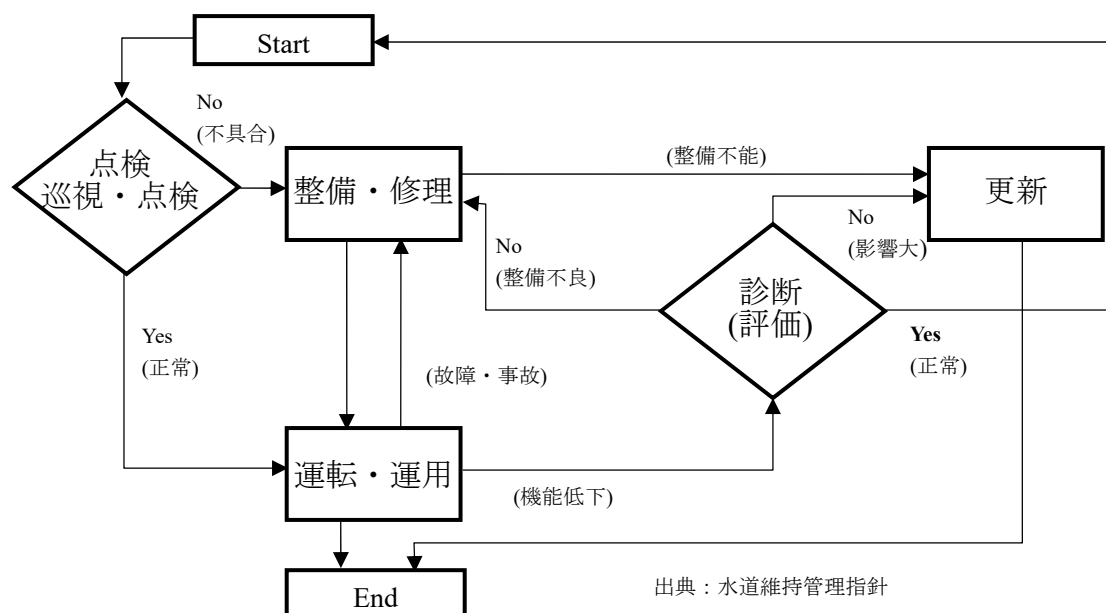 Start
No
(不具合)
点検
巡視・点検
整備・修理
(整備不能)
更新
No
(影響大)
No
(整備不良)
診断
(評価)
Yes
(正常)
Yes
(正常)
(故障・事故)
運転・運用
(機能低下)
End
出典：水道維持管理指針